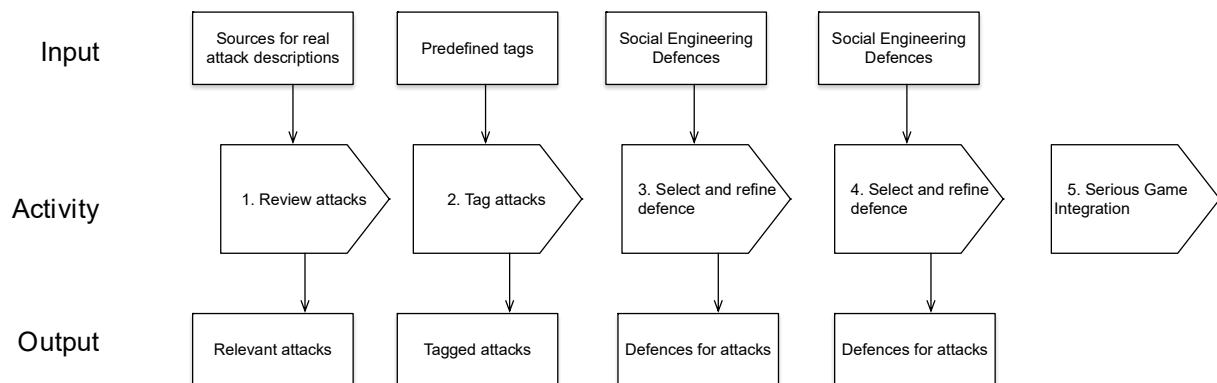 Input
Sources for real
attack descriptions
Predefined tags
Social Engineering
Defences
Social Engineering
Defences
Activity
1. Review attacks
2. Tag attacks
3. Select and refine
defence
4. Select and refine
defence
5. Serious Game
Integration
Output
Relevant attacks
Tagged attacks
Defences for attacks
Defences for attacks